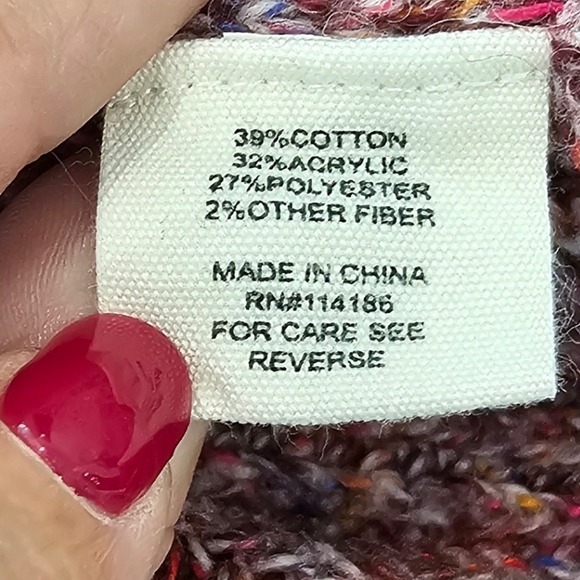 39%COTTON
32%ACRYLIC
27%POLYESTER
2%OTHER FIBER
MADE IN CHINA
RN#114186
FOR CARE SEE
REVERSE